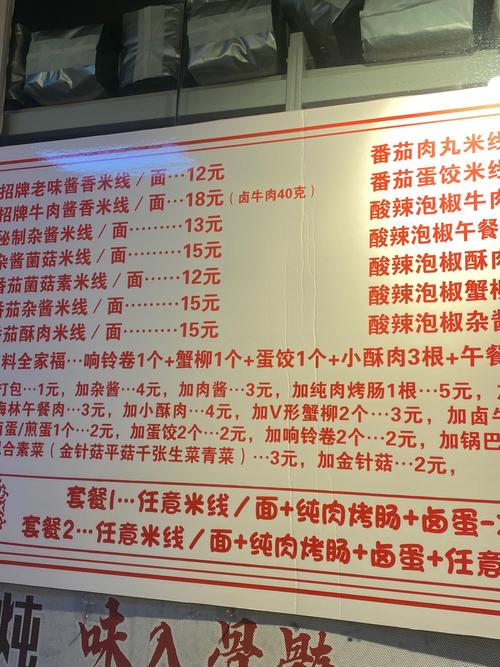 招牌老味酱香米线/面…12元
招牌牛肉酱香米线/面…18元(卤牛肉40克)
秘制杂酱米线/面………13元
杂酱菌菇米线/面………15元
番茄菌菇素米线/面…12元
番茄杂酱米线/面………15元
番茄酥肉米线/面………15元
番茄肉丸米线
番茄蛋饺米线
酸辣泡椒牛肉
酸辣泡椒午餐
酸辣泡椒酥肉
酸辣泡椒蟹柳
酸辣泡椒杂酱
料全家福…响铃卷1个+蟹柳1个+蛋饺1个+小酥肉3根+午餐
打包…1元,加杂酱…4元,加肉酱…3元,加纯肉烤肠1根…5元,
梅林午餐肉…3元,加小酥肉…4元,加V形蟹柳2个…3元,加卤牛
卤蛋/煎蛋1个…2元,加蛋饺2个…2元,加响铃卷2个…2元,加锅巴
合素菜(金针菇平菇千张生菜青菜)…3元,加金针菇…2元,
套餐1…任意米线/面+纯肉烤肠+卤蛋
套餐2…任意米线/面+纯肉烤肠+卤蛋+任意
炖 味入骨髓